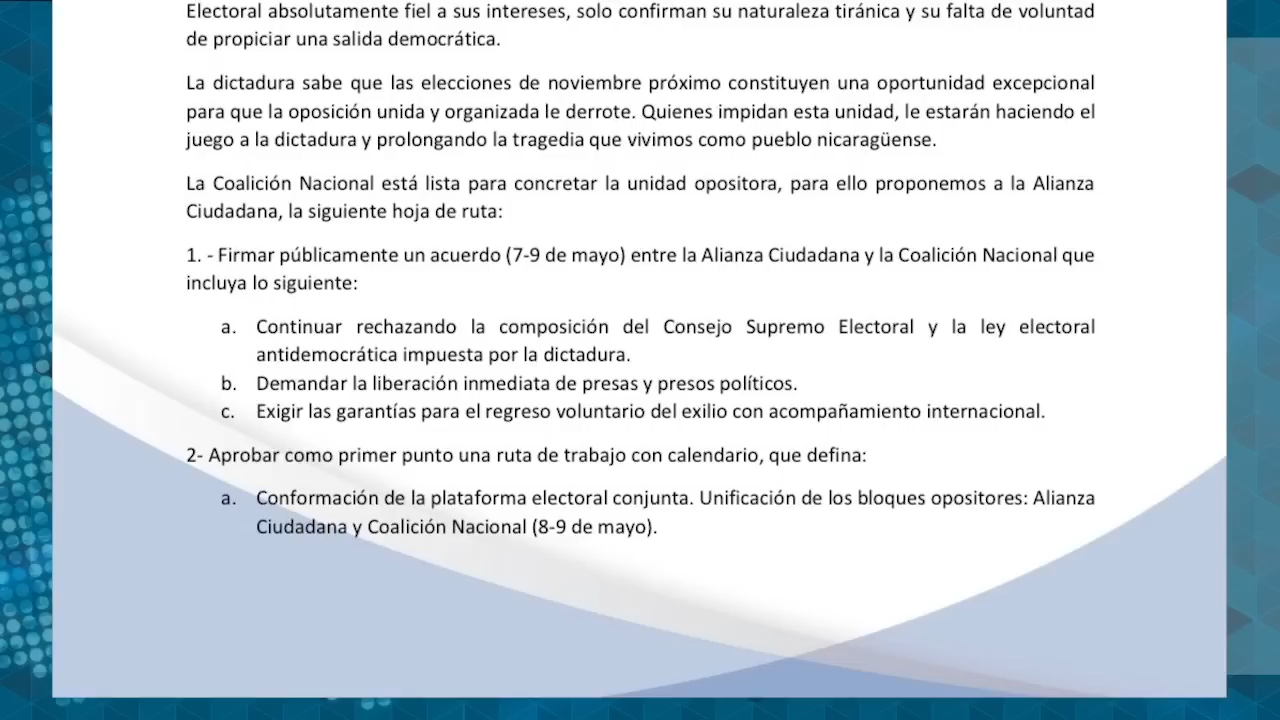 Electoral absolutamente fiel a sus intereses, solo confirman su naturaleza tiránica y su falta de voluntad
de propiciar una salida democrática.
La dictadura sabe que las elecciones de noviembre próximo constituyen una oportunidad excepcional
para que la oposición unida y organizada le derrote. Quienes impidan esta unidad, le estarán haciendo el
juego a la dictadura y prolongando la tragedia que vivimos como pueblo nicaragüense.
La Coalición Nacional está lista para concretar la unidad opositora, para ello proponemos a la Alianza
Ciudadana, la siguiente hoja de ruta:
1. - Firmar públicamente un acuerdo (7-9 de mayo) entre la Alianza Ciudadana y la Coalición Nacional que
incluya lo siguiente:
a. Continuar rechazando la composición del Consejo Supremo Electoral y la ley electoral
antidemocrática impuesta por la dictadura.
b. Demandar la liberación inmediata de presas y presos políticos.
c. Exigir las garantías para el regreso voluntario del exilio con acompañamiento internacional.
2- Aprobar como primer punto una ruta de trabajo con calendario, que defina:
a. Conformación de la plataforma electoral conjunta. Unificación de los bloques opositores: Alianza
Ciudadana y Coalición Nacional (8-9 de mayo).